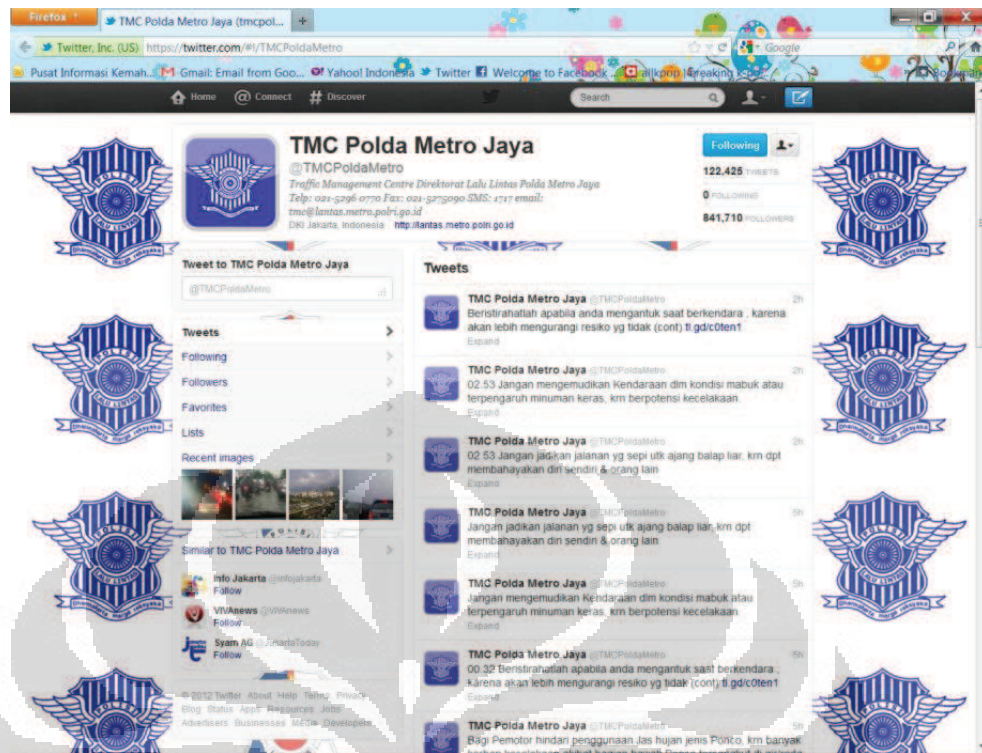 Firefox
TMC Polda Metro Jaya (tmcpol...
Twitter, Inc. (US) https://twitter.com/#!/TMCPoldaMetro
Google
Pusat Informasi Kemah... Gmail: Email from Goo... Yahoo! Indonesia Twitter Welcome to Facebook allkpop Breaking
Home Connect Discover
Search
TMC Polda Metro Jaya
@TMCPoldaMetro
Traffic Management Centre Direktorat Lalu Lintas Polda Metro Jaya
Telp: 021-5296 0770 Fax: 021-5275090 SMS: 1717 email:
tmc@lantas.metro.polri.go.id
DKI Jakarta, Indonesia http://lantas.metro.polri.go.id
Following
122,425 TWEETS
0 FOLLOWING
841,710 FOLLOWERS
Tweet to TMC Polda Metro Jaya
@TMCPoldaMetro
Tweets
Following
Followers
Favorites
Lists
Recent images
Similar to TMC Polda Metro Jaya
Info Jakarta @infojakarta
Follow
VIVAnews @VIVAnews
Follow
Syam AG @JakartaToday
Follow
© 2012 Twitter About Help Terms Privacy
Blog Status Apps Resources Jobs
Advertisers Businesses Media Developers
Tweets
TMC Polda Metro Jaya @TMCPoldaMetro 2h
Beristirahatlah apabila anda mengantuk saat berkendara , karena
akan lebih mengurangi resiko yg tidak (cont) tl.gd/c0ten1
Expand
TMC Polda Metro Jaya @TMCPoldaMetro 2h
02.53 Jangan mengemudikan Kendaraan dlm kondisi mabuk atau
terpengaruh minuman keras, krn berpotensi kecelakaan.
Expand
TMC Polda Metro Jaya @TMCPoldaMetro 2h
02.53 Jangan jadikan jalanan yg sepi utk ajang balap liar, krn dpt
membahayakan diri sendiri & orang lain
Expand
TMC Polda Metro Jaya @TMCPoldaMetro 5h
Jangan jadikan jalanan yg sepi utk ajang balap liar, krn dpt
membahayakan diri sendiri & orang lain
Expand
TMC Polda Metro Jaya @TMCPoldaMetro 5h
Jangan mengemudikan Kendaraan dlm kondisi mabuk atau
terpengaruh minuman keras, krn berpotensi kecelakaan.
Expand
TMC Polda Metro Jaya @TMCPoldaMetro 5h
00.32 Beristirahatlah apabila anda mengantuk saat berkendara ,
karena akan lebih mengurangi resiko yg tidak (cont) tl.gd/c0ten1
Expand
TMC Polda Metro Jaya @TMCPoldaMetro 5h
Bagi Pemotor hindari penggunaan Jas hujan jenis Ponco, krn banyak
POLISI
LALU LINTAS